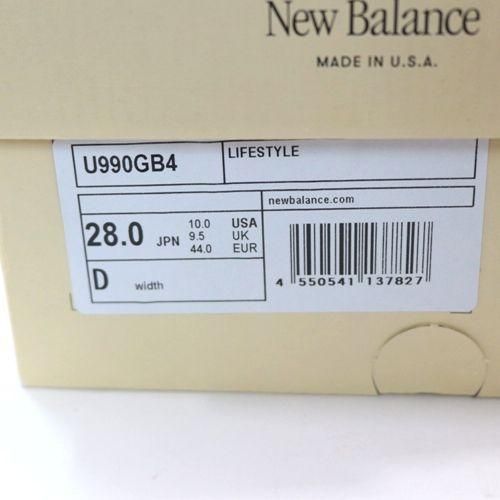 New Balance
MADE IN U.S.A.
U990GB4
LIFESTYLE
newbalance.com
28.0 JPN 10.0 USA
9.5 UK
44.0 EUR
D width
4 550541 137827